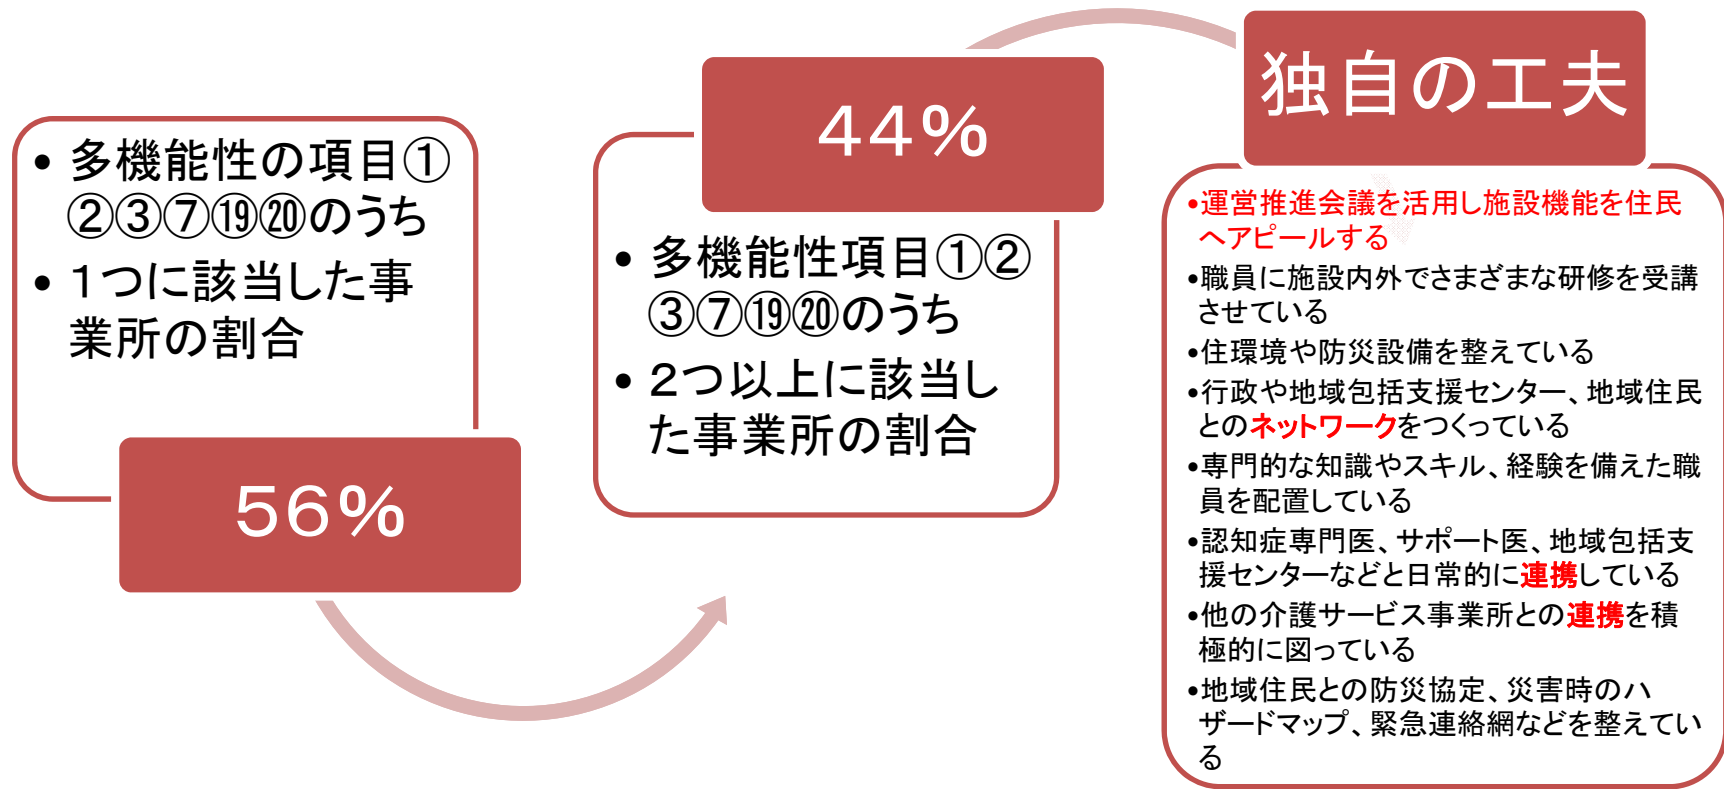 • 多機能性の項目①
②③⑦⑲⑳のうち
• １つに該当した事
業所の割合
56%
44%
• 多機能性項目①②
③⑦⑲⑳のうち
• ２つ以上に該当し
た事業所の割合
独自の工夫
•運営推進会議を活用し施設機能を住民
へアピールする
•職員に施設内外でさまざまな研修を受講
させている
•住環境や防災設備を整えている
•行政や地域包括支援センター、地域住民
とのネットワークをつくっている
•専門的な知識やスキル、経験を備えた職
員を配置している
•認知症専門医、サポート医、地域包括支
援センターなどと日常的に連携している
•他の介護サービス事業所との連携を積
極的に図っている
•地域住民との防災協定、災害時のハ
ザードマップ、緊急連絡網などを整えてい
る